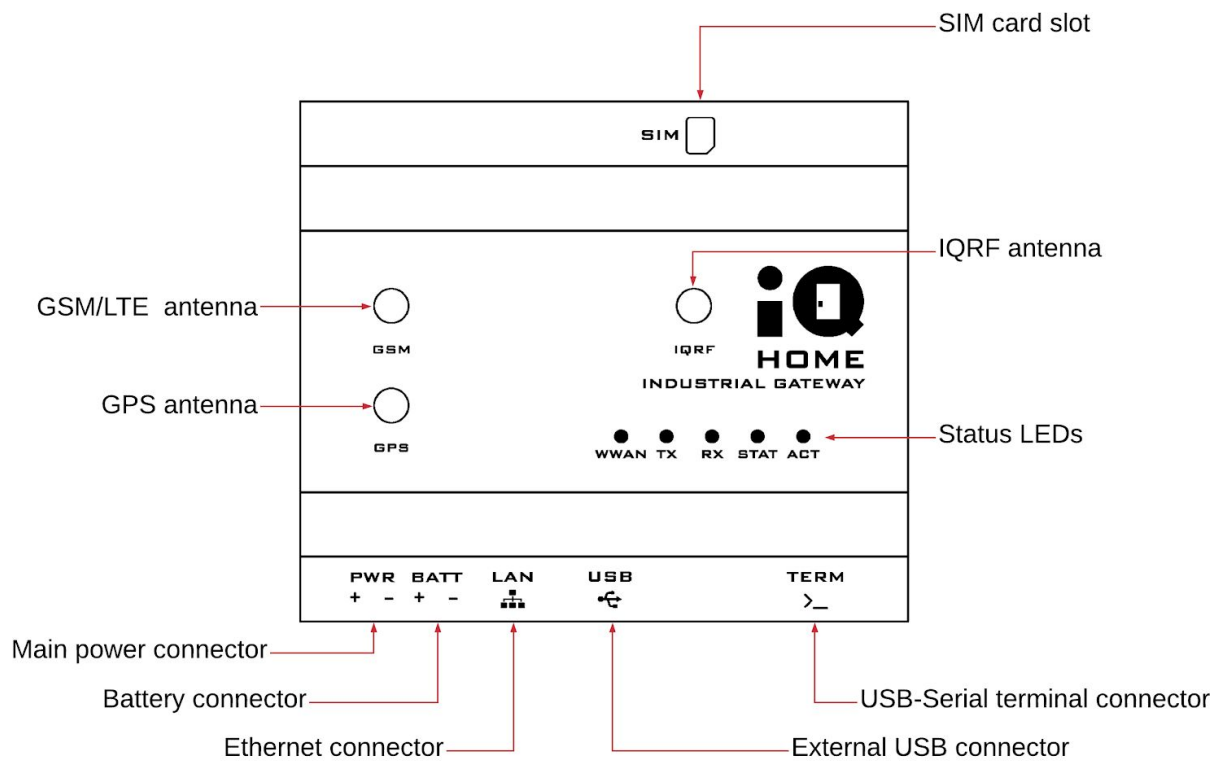 SIM card slot
SIM
IQRF antenna
GSM/LTE antenna
GSM
IQRF
iQ
HOME
INDUSTRIAL GATEWAY
GPS antenna
GPS
Status LEDs
WWAN TX RX STAT ACT
PWR BATT LAN USB TERM
+ - + - >_
Main power connector
Battery connector
USB-Serial terminal connector
Ethernet connector
External USB connector